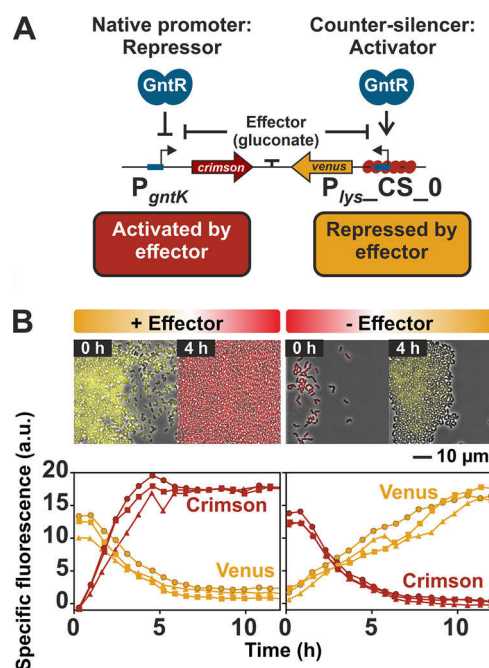 A
Native promoter:
Repressor
Counter-silencer:
Activator
GntR
GntR
Effector
(gluconate)
crimson
venus
PgntK
Plys_CS_0
Activated by
effector
Repressed by
effector
B
+ Effector
- Effector
0 h
4 h
0 h
4 h
10 µm
Specific fluorescence (a.u.)
20
15
10
5
0
Crimson
Venus
Venus
Crimson
0
5
10
0
5
10
Time (h)